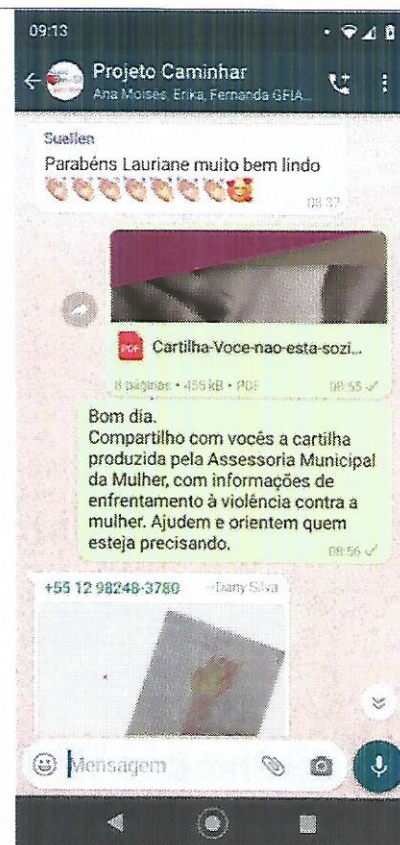 09:13
Projeto Caminhar
Ana Moisés, Erika, Fernanda GFIA...
Suellen
Parabéns Lauriane muito bem lindo
08:37
PDF
Cartilha-Voce-nao-esta-sozi...
8 páginas • 455 kB • PDF
08:55
Bom dia.
Compartilho com vocês a cartilha
produzida pela Assessoria Municipal
da Mulher, com informações de
enfrentamento à violência contra a
mulher. Ajudem e orientem quem
esteja precisando.
08:56
+55 12 98248-3780
~Dany Silva
Mensagem